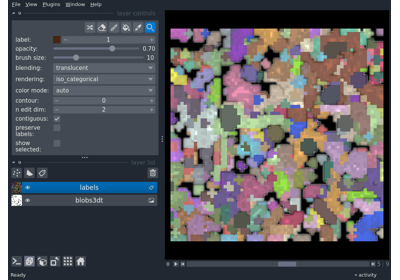 File View Plugins Window Help
layer controls
label: 1
opacity: 0.70
brush size: 10
blending: translucent
rendering: iso_categorical
color mode: auto
contour: 0
n edit dim: 2
contiguous:
preserve
labels:
show
selected:
layer list
labels
blobs3dt
Ready
activity